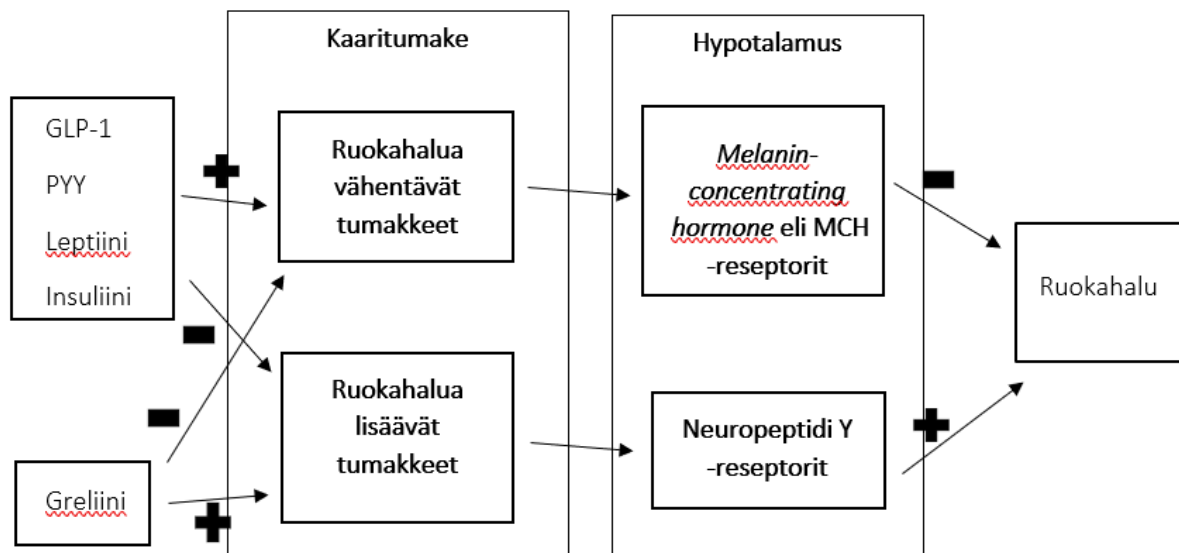 Kaaritumake
Hypotalamus
GLP-1
PYY
Leptiini
Insuliini
Ruokahalua
vähentävät
tumakkeet
Melanin-
concentrating
hormone eli MCH
-reseptorit
Ruokahalu
Ruokahalua
lisäävät
tumakkeet
Neuropeptidi Y
-reseptorit
Greliini